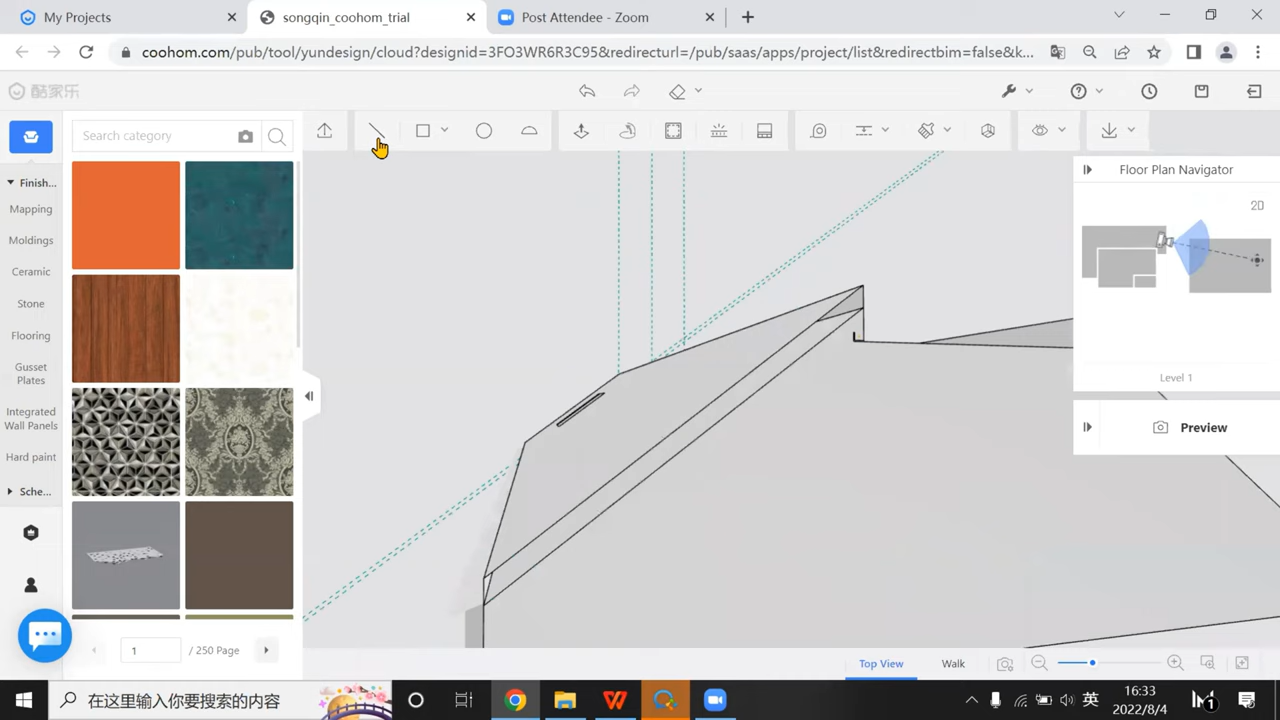 My Projects
songqin_coohom_trial
Post Attendee - Zoom
coohom.com/pub/tool/yundesign/cloud?designid=3FO3WR6R3C95&redirecturl=/pub/saas/apps/project/list&redirectbim=false&k...
酷家乐
Search category
Finish...
Mapping
Moldings
Ceramic
Stone
Flooring
Gusset
Plates
Integrated
Wall Panels
Hard paint
Sche...
1
/ 250 Page
Floor Plan Navigator
2D
Level 1
Preview
Top View
Walk
在这里输入你要搜索的内容
英
16:33
2022/8/4
1